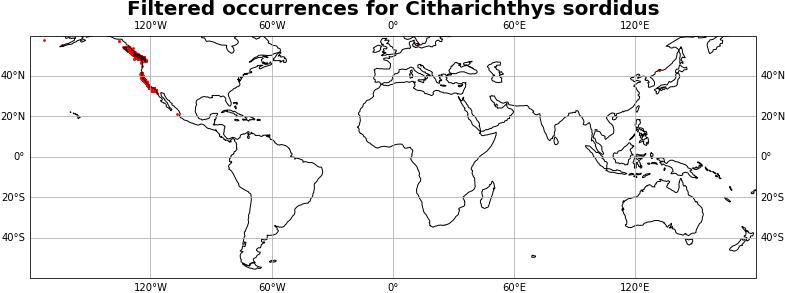 Filtered occurrences for Citharichthys sordidus
120°W 60°W 0° 60°E 120°E
40°N 40°N
20°N 20°N
0° 0°
20°S 20°S
40°S 40°S
120°W 60°W 0° 60°E 120°E